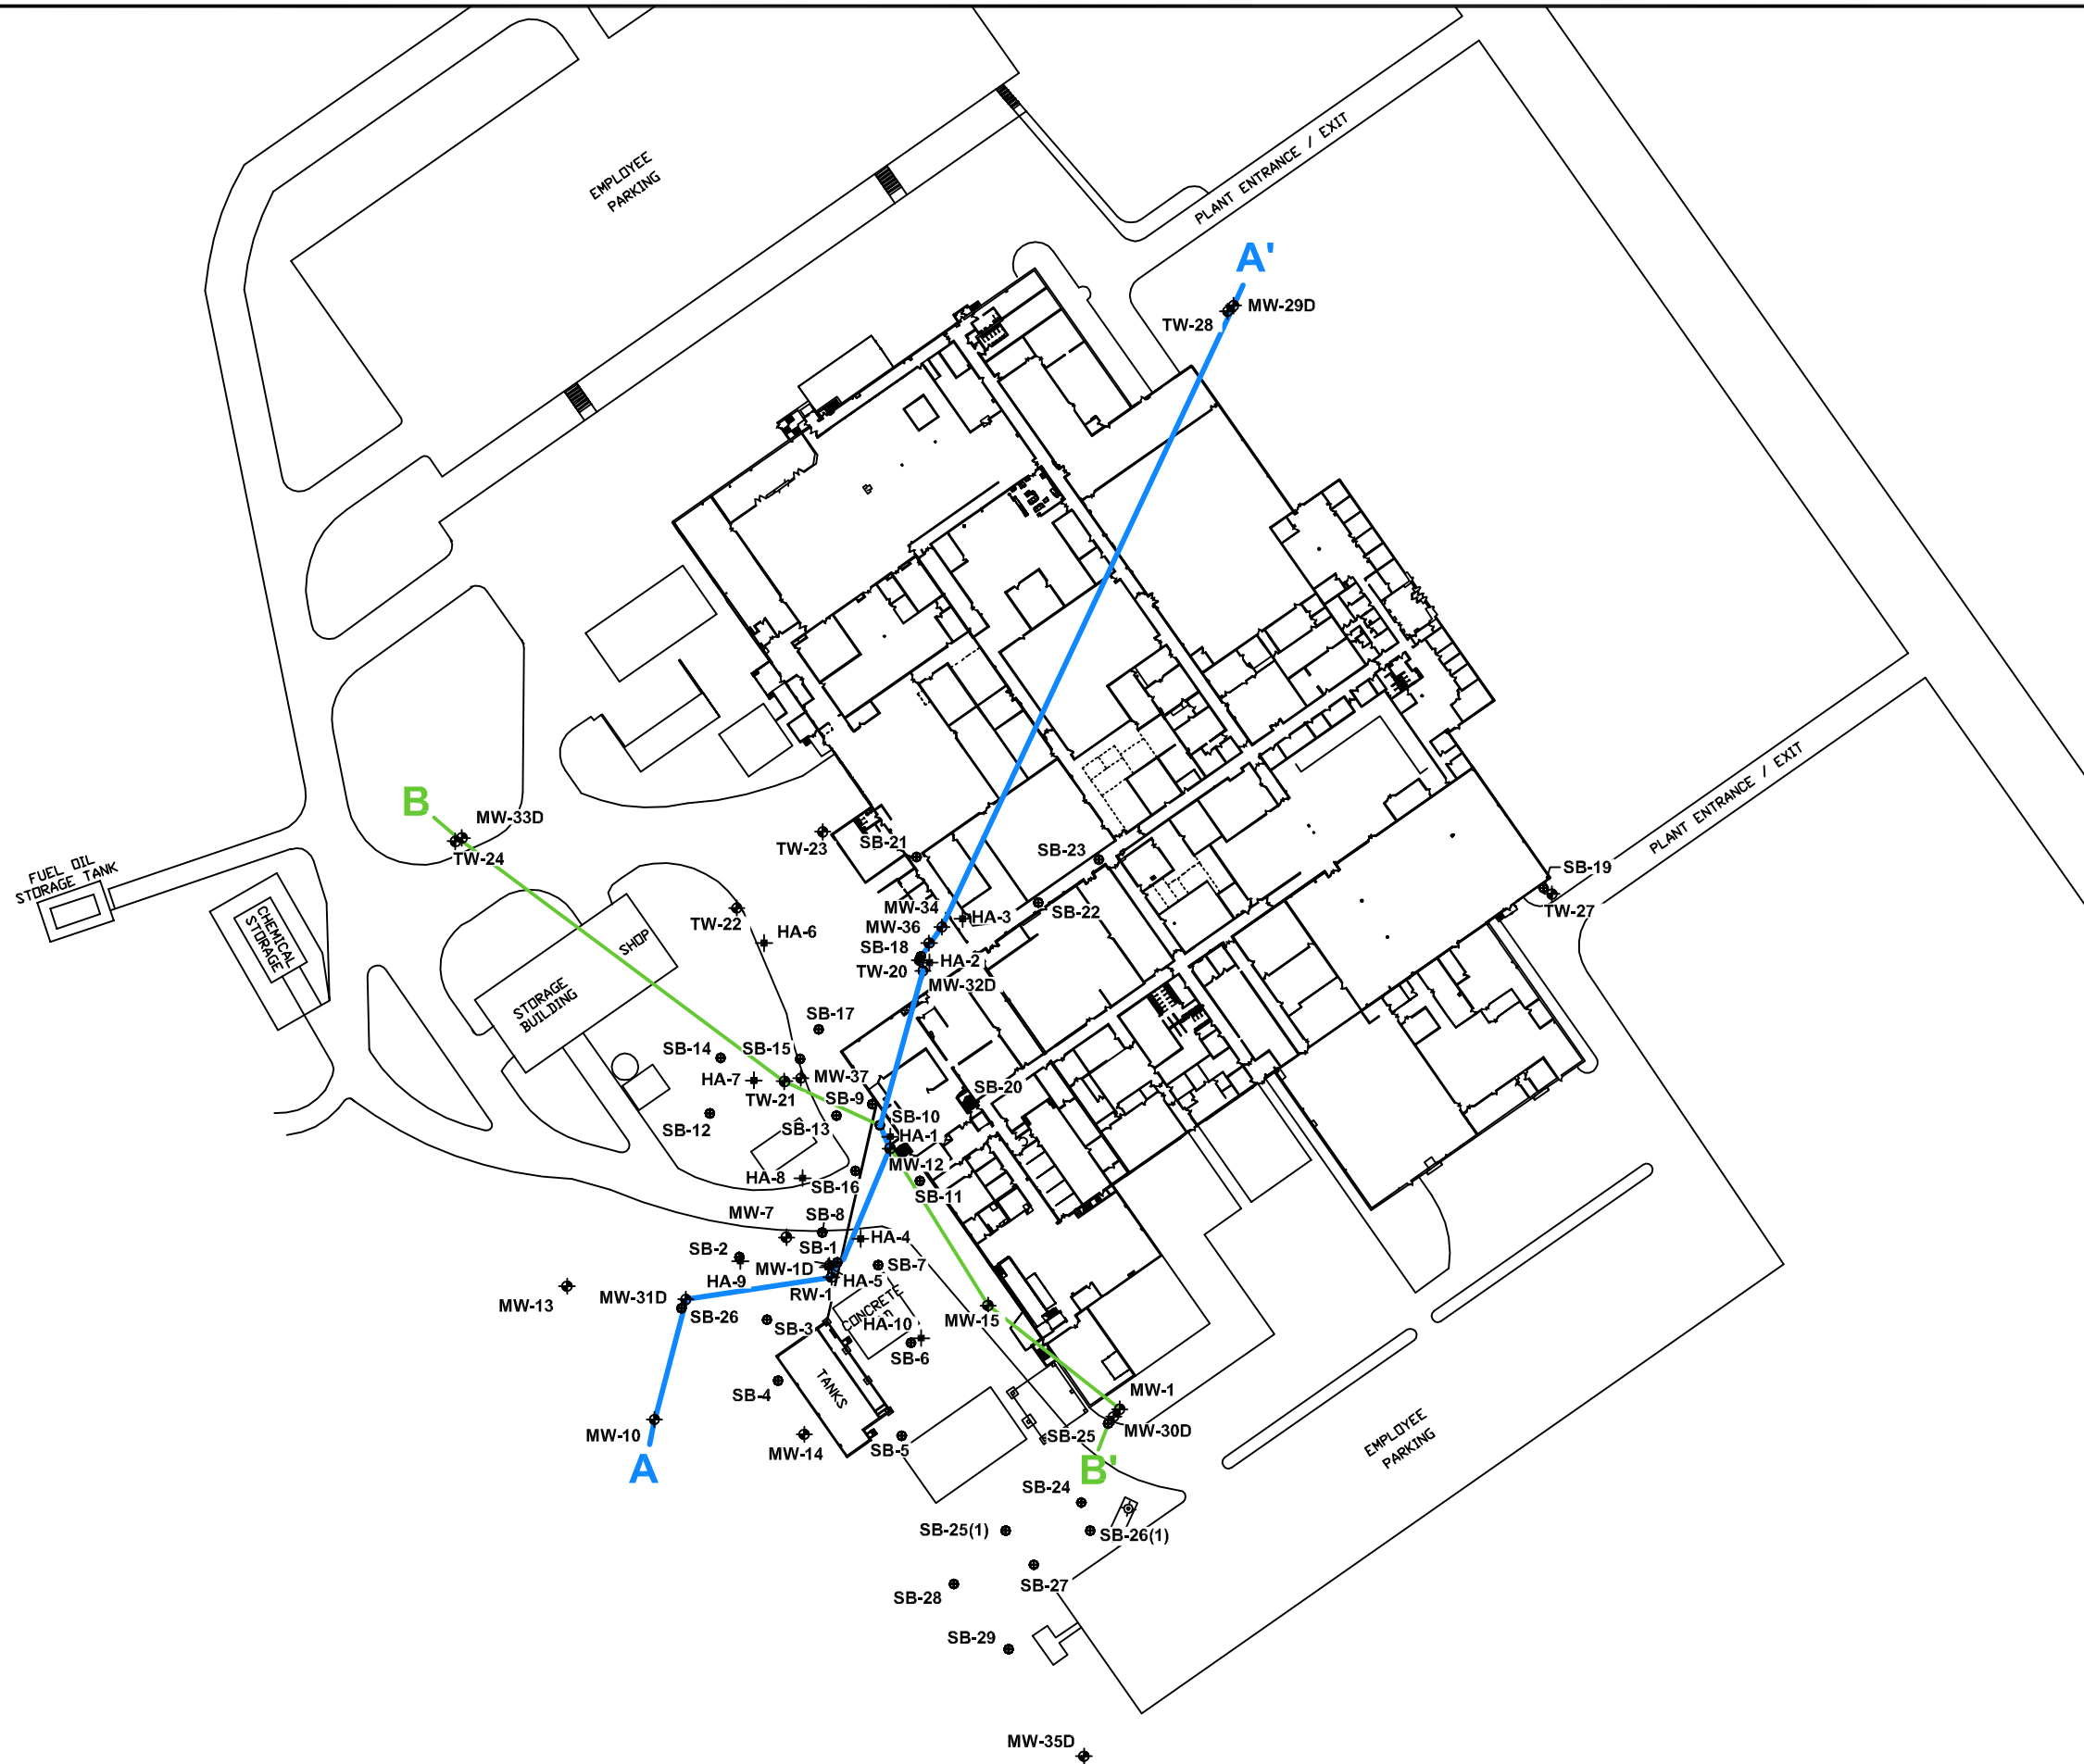 EMPLOYEE
PARKING
PLANT ENTRANCE / EXIT
A'
MW-29D
TW-28
B
MW-33D
TW-24
FUEL OIL
STORAGE TANK
CHEMICAL
STORAGE
STORAGE
BUILDING
SHOP
TW-23
SB-21
SB-23
SB-22
PLANT ENTRANCE / EXIT
SB-19
TW-27
MW-34
HA-3
MW-36
SB-18
HA-2
TW-20
MW-32D
TW-22
HA-6
SB-17
SB-14
SB-15
HA-7
MW-37
TW-21
SB-9
SB-20
SB-12
SB-13
SB-10
HA-1
MW-12
HA-8
SB-16
SB-11
MW-7
SB-8
HA-4
SB-2
SB-1
MW-1D
SB-7
HA-9
HA-5
RW-1
MW-13
MW-31D
SB-26
SB-3
CONCRETE
HA-10
MW-15
SB-6
SB-4
TANKS
MW-1
MW-10
MW-14
SB-5
SB-25
MW-30D
A
B'
EMPLOYEE
PARKING
SB-24
SB-25(1)
SB-26(1)
SB-27
SB-28
SB-29
MW-35D